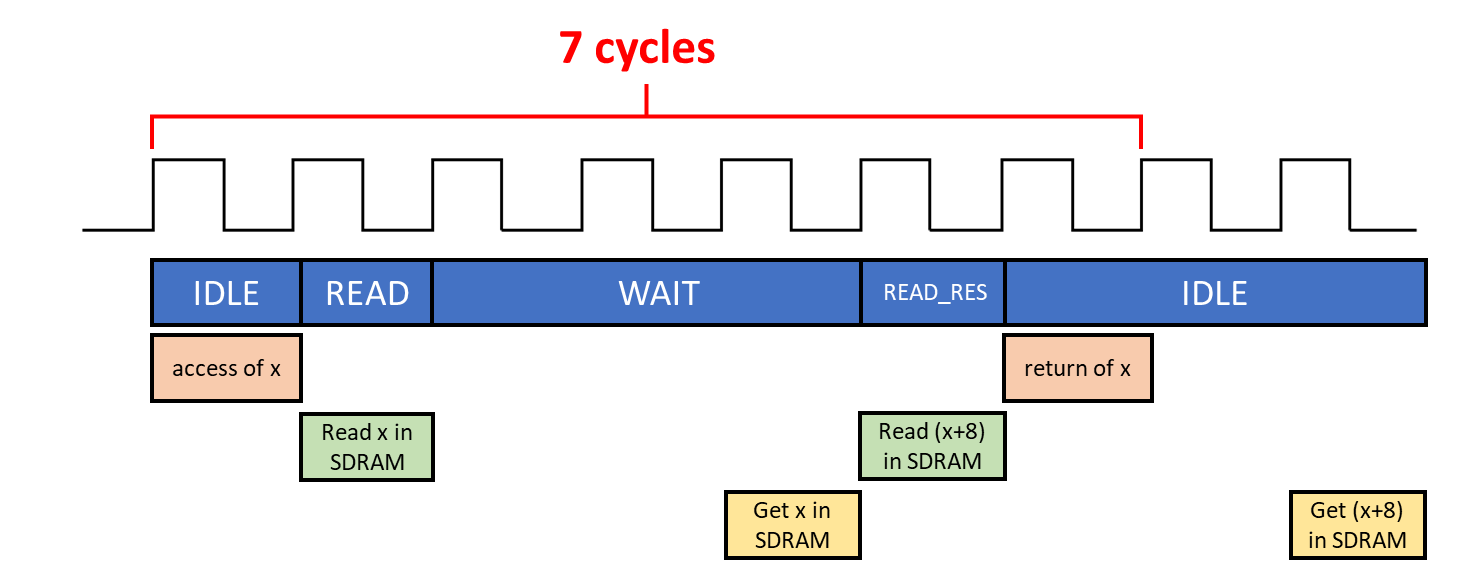 7 cycles
IDLE
READ
WAIT
READ_RES
IDLE
access of x
return of x
Read x in
SDRAM
Read (x+8)
in SDRAM
Get x in
SDRAM
Get (x+8)
in SDRAM